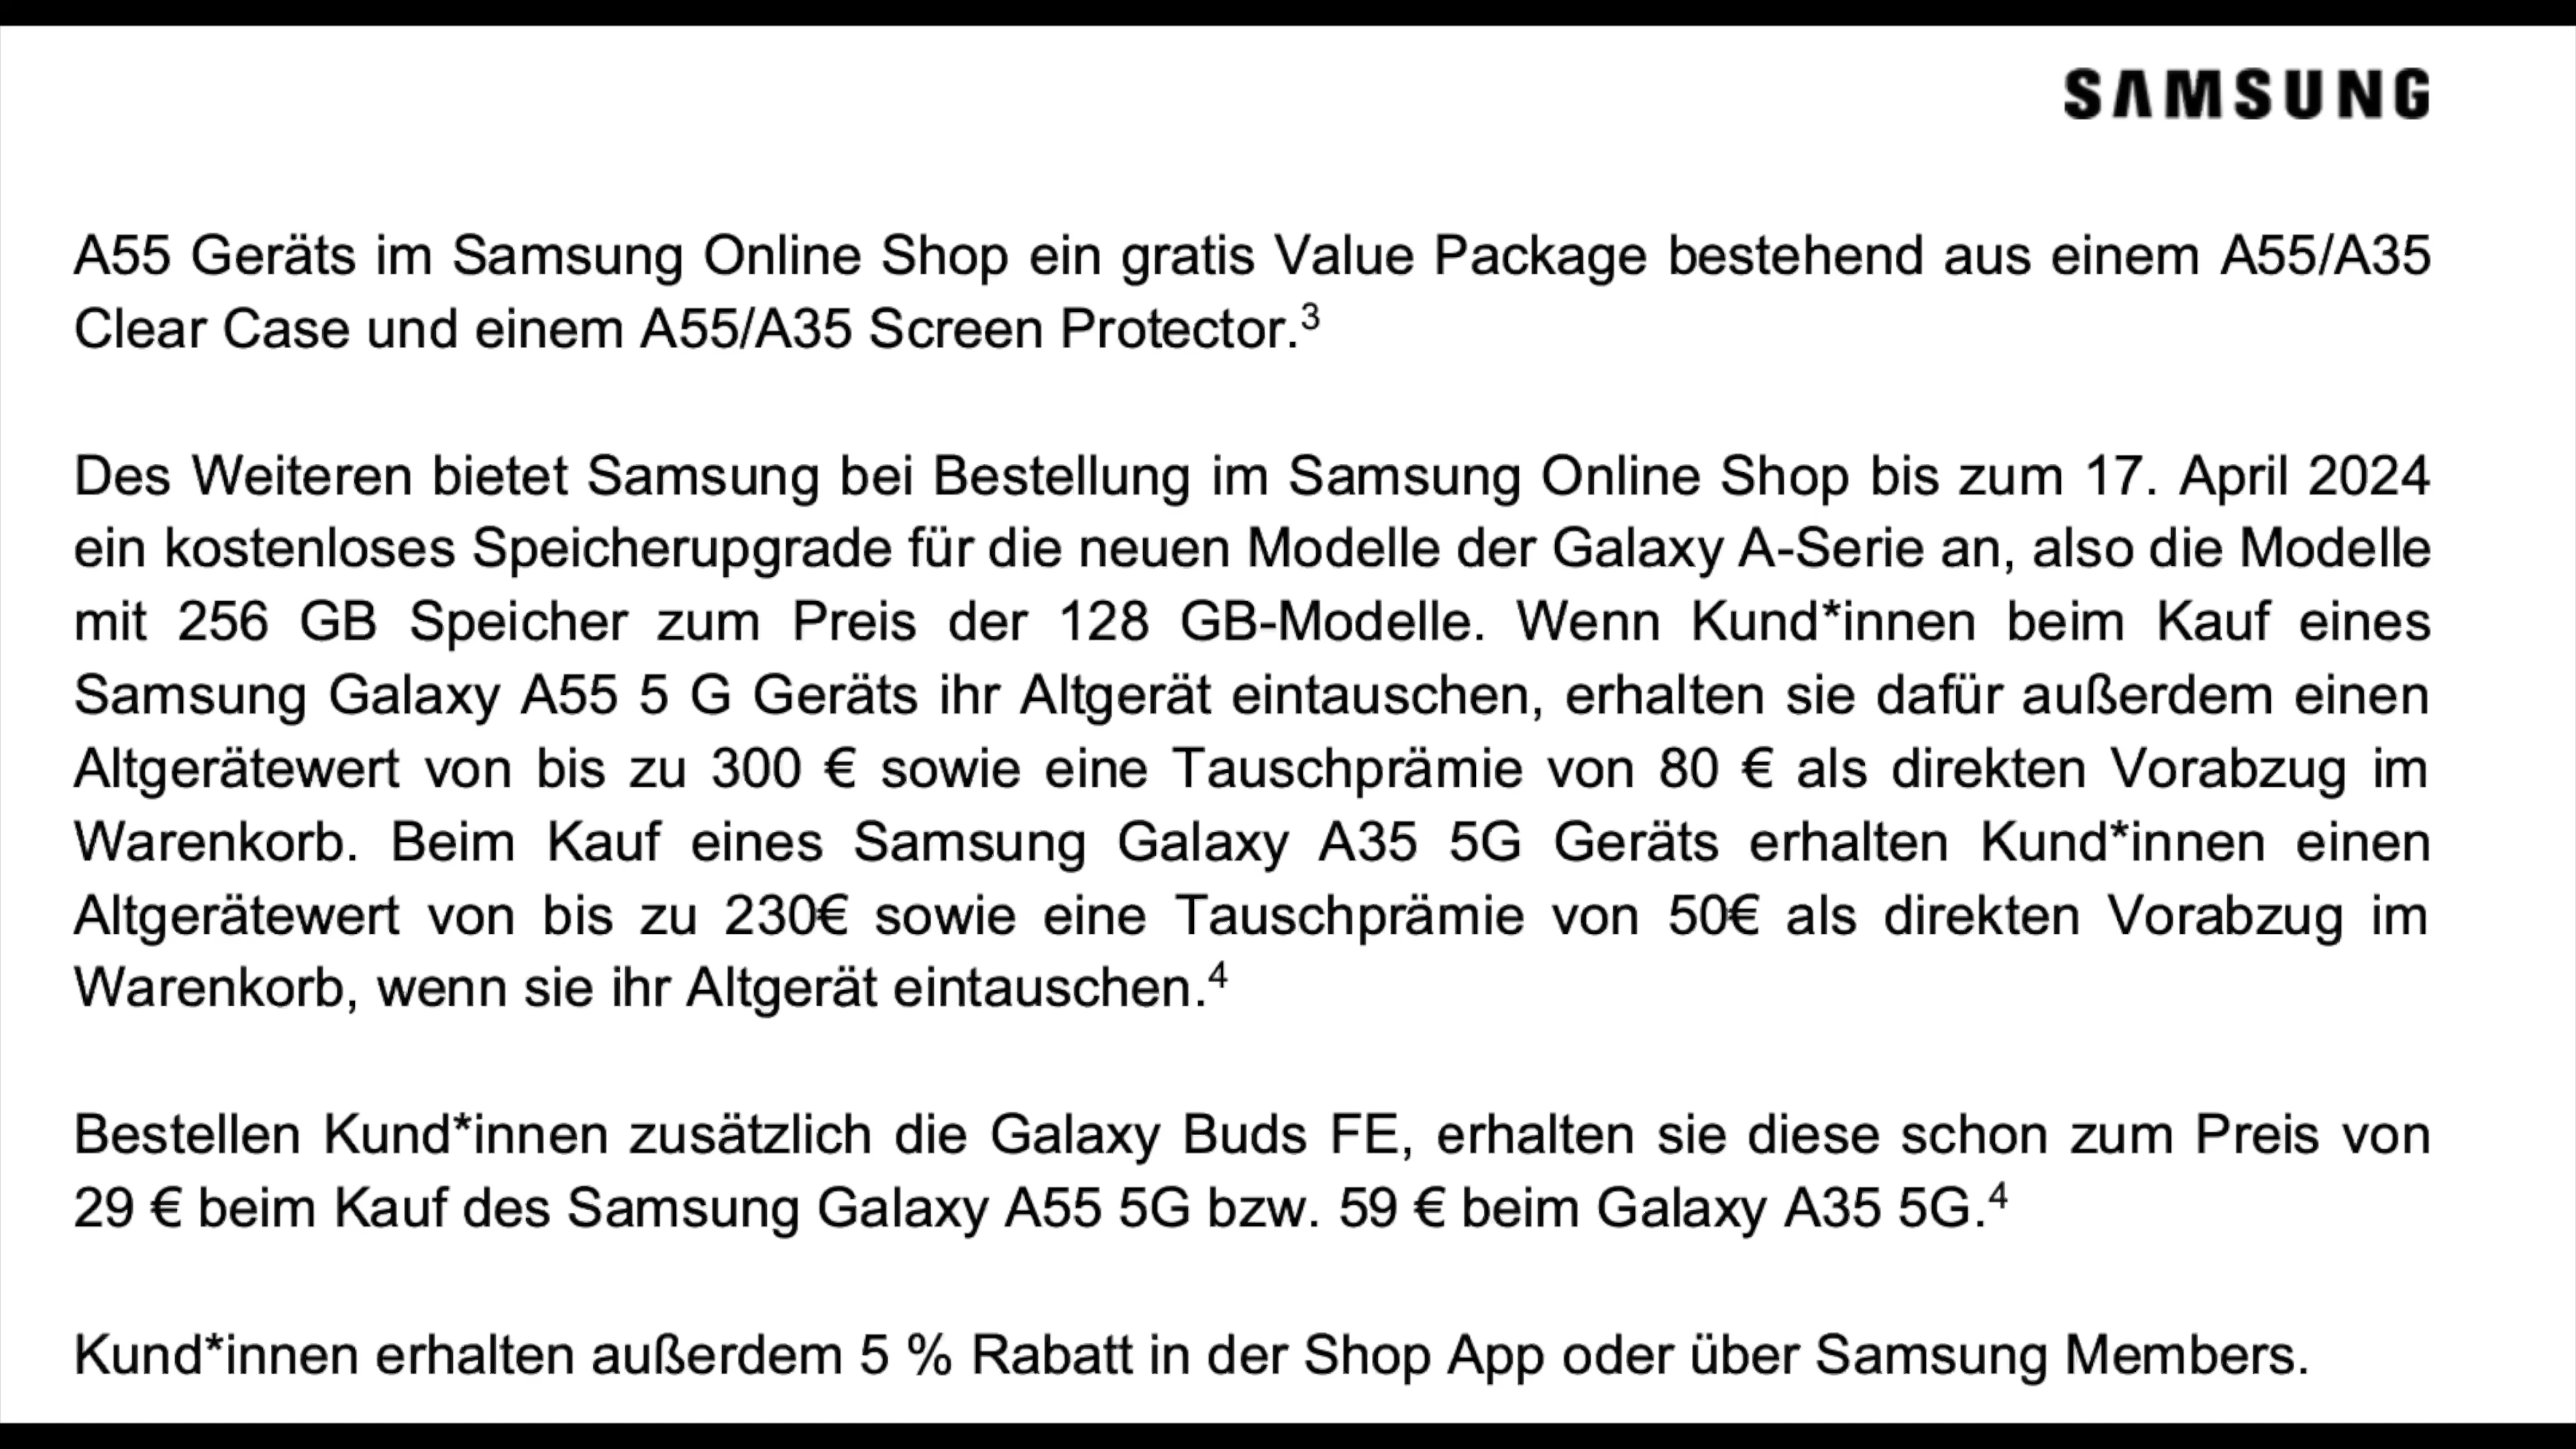 SAMSUNG
A55 Geräts im Samsung Online Shop ein gratis Value Package bestehend aus einem A55/A35
Clear Case und einem A55/A35 Screen Protector.³
Des Weiteren bietet Samsung bei Bestellung im Samsung Online Shop bis zum 17. April 2024
ein kostenloses Speicherupgrade für die neuen Modelle der Galaxy A-Serie an, also die Modelle
mit 256 GB Speicher zum Preis der 128 GB-Modelle. Wenn Kund*innen beim Kauf eines
Samsung Galaxy A55 5 G Geräts ihr Altgerät eintauschen, erhalten sie dafür außerdem einen
Altgerätewert von bis zu 300 € sowie eine Tauschprämie von 80 € als direkten Vorabzug im
Warenkorb. Beim Kauf eines Samsung Galaxy A35 5G Geräts erhalten Kund*innen einen
Altgerätewert von bis zu 230€ sowie eine Tauschprämie von 50€ als direkten Vorabzug im
Warenkorb, wenn sie ihr Altgerät eintauschen.⁴
Bestellen Kund*innen zusätzlich die Galaxy Buds FE, erhalten sie diese schon zum Preis von
29 € beim Kauf des Samsung Galaxy A55 5G bzw. 59 € beim Galaxy A35 5G.⁴
Kund*innen erhalten außerdem 5 % Rabatt in der Shop App oder über Samsung Members.